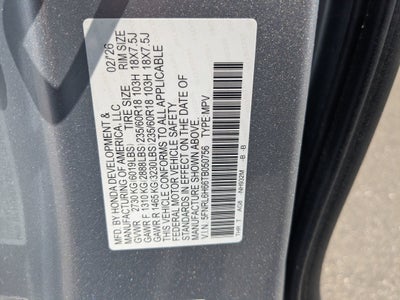 MFD. BY HONDA DEVELOPMENT & 02/'26
MANUFACTURING OF AMERICA, LLC
TIRE SIZE RIM SIZE
GVWR 2730 KG(6019LBS)
GAWR F 1310 KG(2888LBS)235/60R18 103H 18X7.5J
GAWR R 1465 KG(3230LBS)235/60R18 103H 18X7.5J
THIS VEHICLE CONFORMS TO ALL APPLICABLE
FEDERAL MOTOR VEHICLE SAFETY
STANDARDS IN EFFECT ON THE DATE OF
MANUFACTURE SHOWN ABOVE.
V.I.N. 5FNRL6H66TB050756 TYPE MPV
THR T AG8 NH912M -B -B